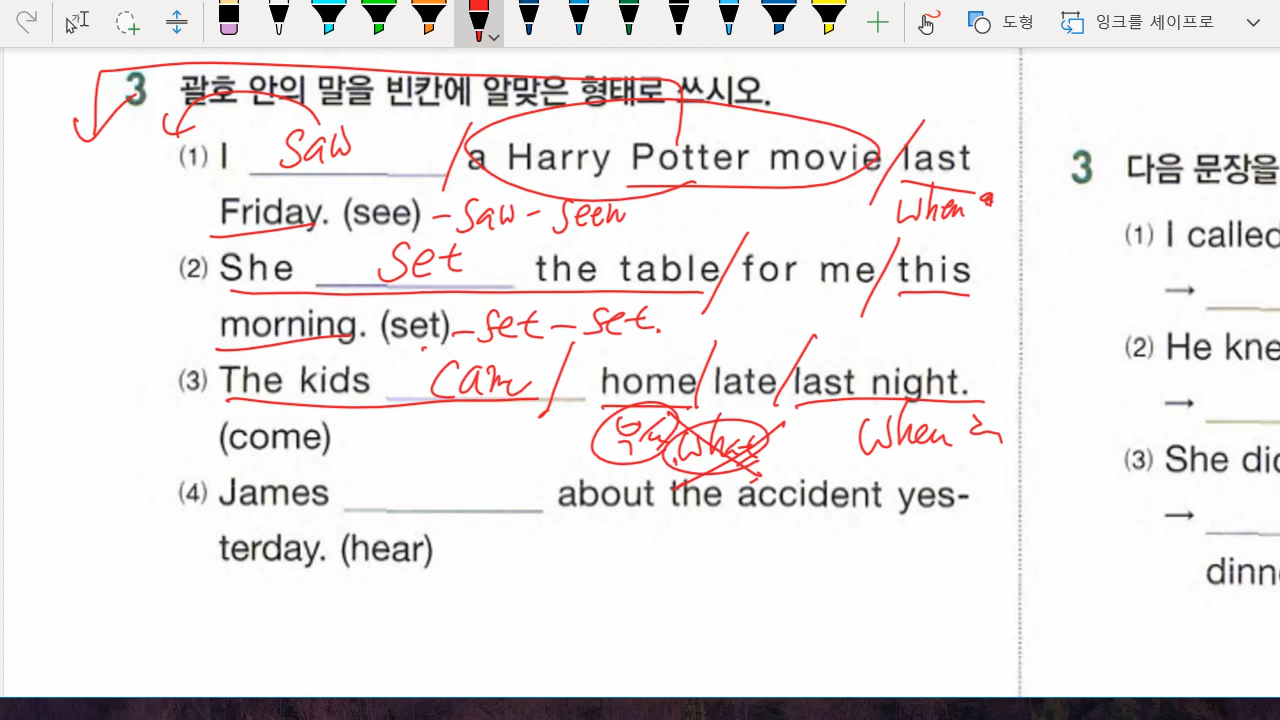 도형 잉크를 셰이프로
3 괄호 안의 말을 빈칸에 알맞은 형태로 쓰시오.
(1) I saw a Harry Potter movie last
Friday. (see) - saw - seen when
(2) She set the table for me this
morning. (set) - set - set.
(3) The kids came home late last night.
(come) what when
(4) James about the accident yes-
terday. (hear)
3 다음 문장을
(1) I called
→
(2) He kne
→
(3) She did
→
dinn